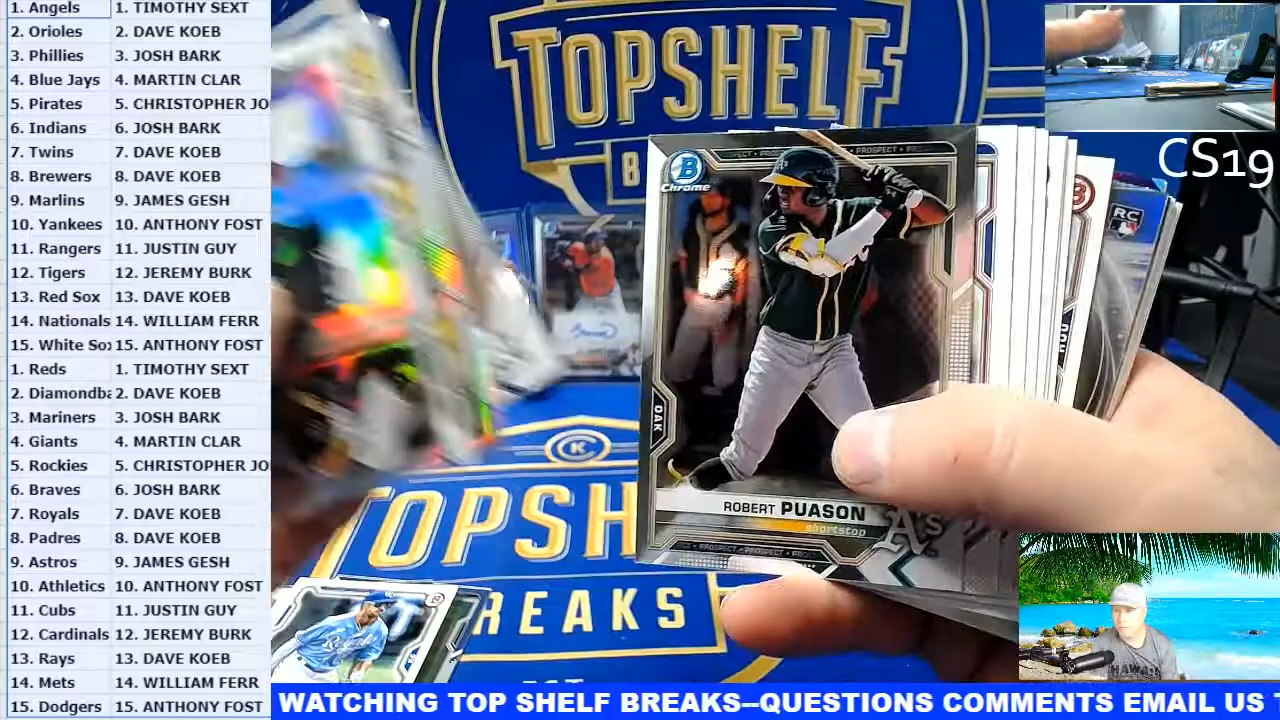 1. Angels 1. TIMOTHY SEXT
2. Orioles 2. DAVE KOEB
3. Phillies 3. JOSH BARK
4. Blue Jays 4. MARTIN CLAR
5. Pirates 5. CHRISTOPHER JO
6. Indians 6. JOSH BARK
7. Twins 7. DAVE KOEB
8. Brewers 8. DAVE KOEB
9. Marlins 9. JAMES GESH
10. Yankees 10. ANTHONY FOST
11. Rangers 11. JUSTIN GUY
12. Tigers 12. JEREMY BURK
13. Red Sox 13. DAVE KOEB
14. Nationals 14. WILLIAM FERR
15. White So 15. ANTHONY FOST
1. Reds 1. TIMOTHY SEXT
2. Diamondba 2. DAVE KOEB
3. Mariners 3. JOSH BARK
4. Giants 4. MARTIN CLAR
5. Rockies 5. CHRISTOPHER JO
6. Braves 6. JOSH BARK
7. Royals 7. DAVE KOEB
8. Padres 8. DAVE KOEB
9. Astros 9. JAMES GESH
10. Athletics 10. ANTHONY FOST
11. Cubs 11. JUSTIN GUY
12. Cardinals 12. JEREMY BURK
13. Rays 13. DAVE KOEB
14. Mets 14. WILLIAM FERR
15. Dodgers 15. ANTHONY FOST
TOPSHELF
B
CS19
B
Chrome
PROSPECT
RC
OAK
ROBERT PUASON
shortstop
A's
PROSPECT PROSPECT
CK
TOPSH
REAKS
EST
Royals
HAWAII
WATCHING TOP SHELF BREAKS--QUESTIONS COMMENTS EMAIL US T